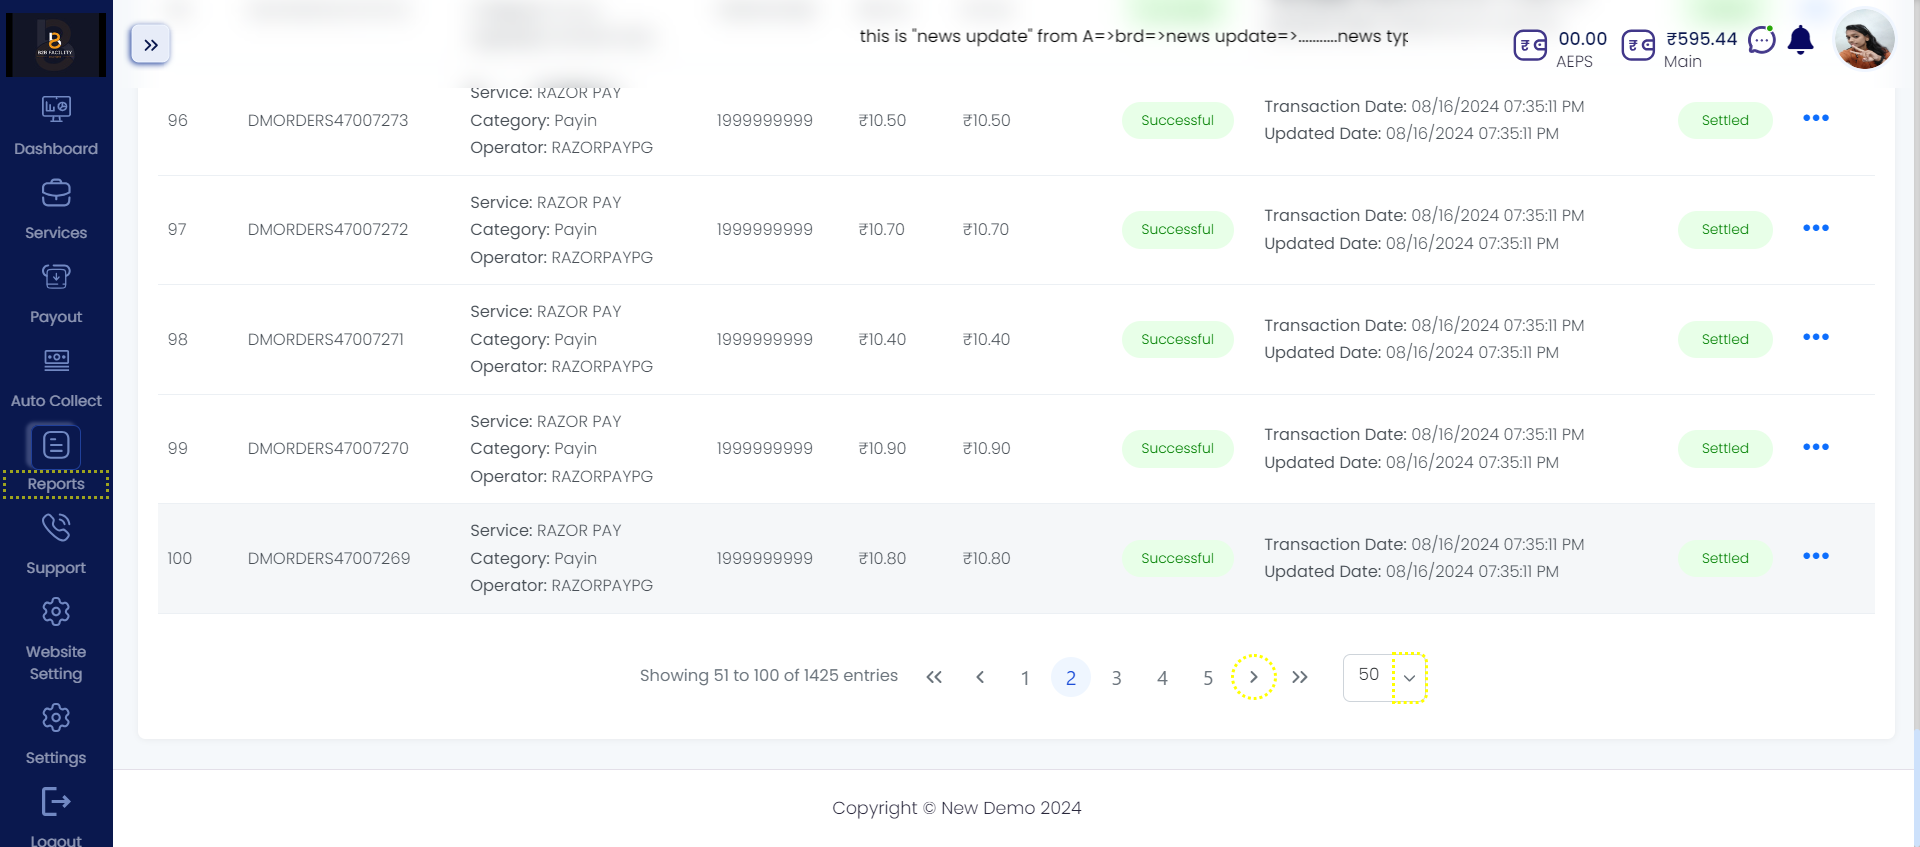 B2B FACILITY
this is "news update" from A=>brd=>news update=>...........news typ
00.00
AEPS
₹595.44
Main
Dashboard
Services
Payout
Auto Collect
Reports
Support
Website
Setting
Settings
Logout
96 DMORDERS47007273 Service: RAZOR PAY Category: Payin Operator: RAZORPAYPG 1999999999 ₹10.50 ₹10.50 Successful Transaction Date: 08/16/2024 07:35:11 PM Updated Date: 08/16/2024 07:35:11 PM Settled
97 DMORDERS47007272 Service: RAZOR PAY Category: Payin Operator: RAZORPAYPG 1999999999 ₹10.70 ₹10.70 Successful Transaction Date: 08/16/2024 07:35:11 PM Updated Date: 08/16/2024 07:35:11 PM Settled
98 DMORDERS47007271 Service: RAZOR PAY Category: Payin Operator: RAZORPAYPG 1999999999 ₹10.40 ₹10.40 Successful Transaction Date: 08/16/2024 07:35:11 PM Updated Date: 08/16/2024 07:35:11 PM Settled
99 DMORDERS47007270 Service: RAZOR PAY Category: Payin Operator: RAZORPAYPG 1999999999 ₹10.90 ₹10.90 Successful Transaction Date: 08/16/2024 07:35:11 PM Updated Date: 08/16/2024 07:35:11 PM Settled
100 DMORDERS47007269 Service: RAZOR PAY Category: Payin Operator: RAZORPAYPG 1999999999 ₹10.80 ₹10.80 Successful Transaction Date: 08/16/2024 07:35:11 PM Updated Date: 08/16/2024 07:35:11 PM Settled
Showing 51 to 100 of 1425 entries « ‹ 1 2 3 4 5 › » 50
Copyright © New Demo 2024